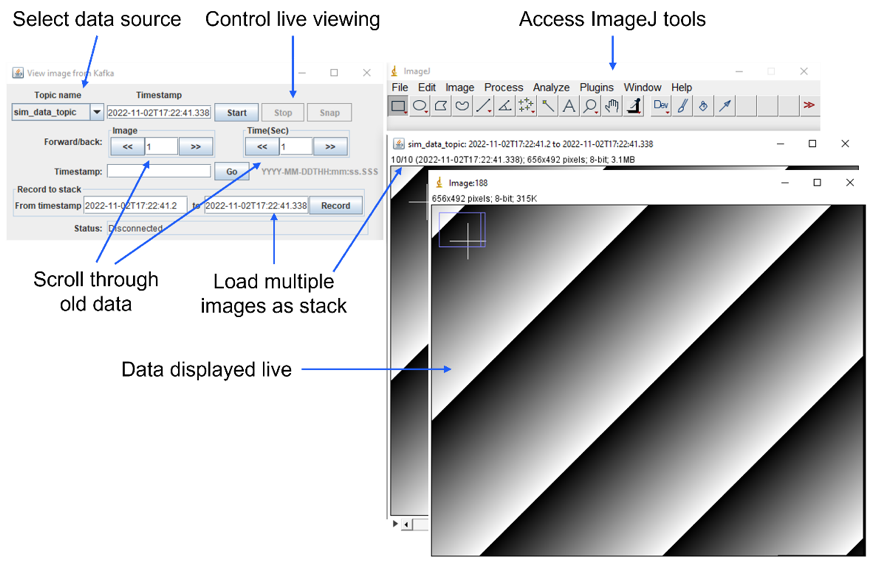 Select data source
Control live viewing
Access ImageJ tools
View image from Kafka
Topic name
Timestamp
sim_data_topic
2022-11-02T17:22:41.338
Start
Stop
Snap
Forward/back:
Image
<<
1
>>
Time(Sec)
<<
1
>>
Timestamp:
Go
YYYY-MM-DDTHH:mm:ss.SSS
Record to stack
From timestamp
2022-11-02T17:22:41.2
to
2022-11-02T17:22:41.338
Record
Status:
Disconnected
ImageJ
File Edit Image Process Analyze Plugins Window Help
A
Dev
>>
sim_data_topic: 2022-11-02T17:22:41.2 to 2022-11-02T17:22:41.338
10/10 (2022-11-02T17:22:41.338); 656x492 pixels; 8-bit; 3.1MB
Image:188
656x492 pixels; 8-bit; 315K
Scroll through
old data
Load multiple
images as stack
Data displayed live